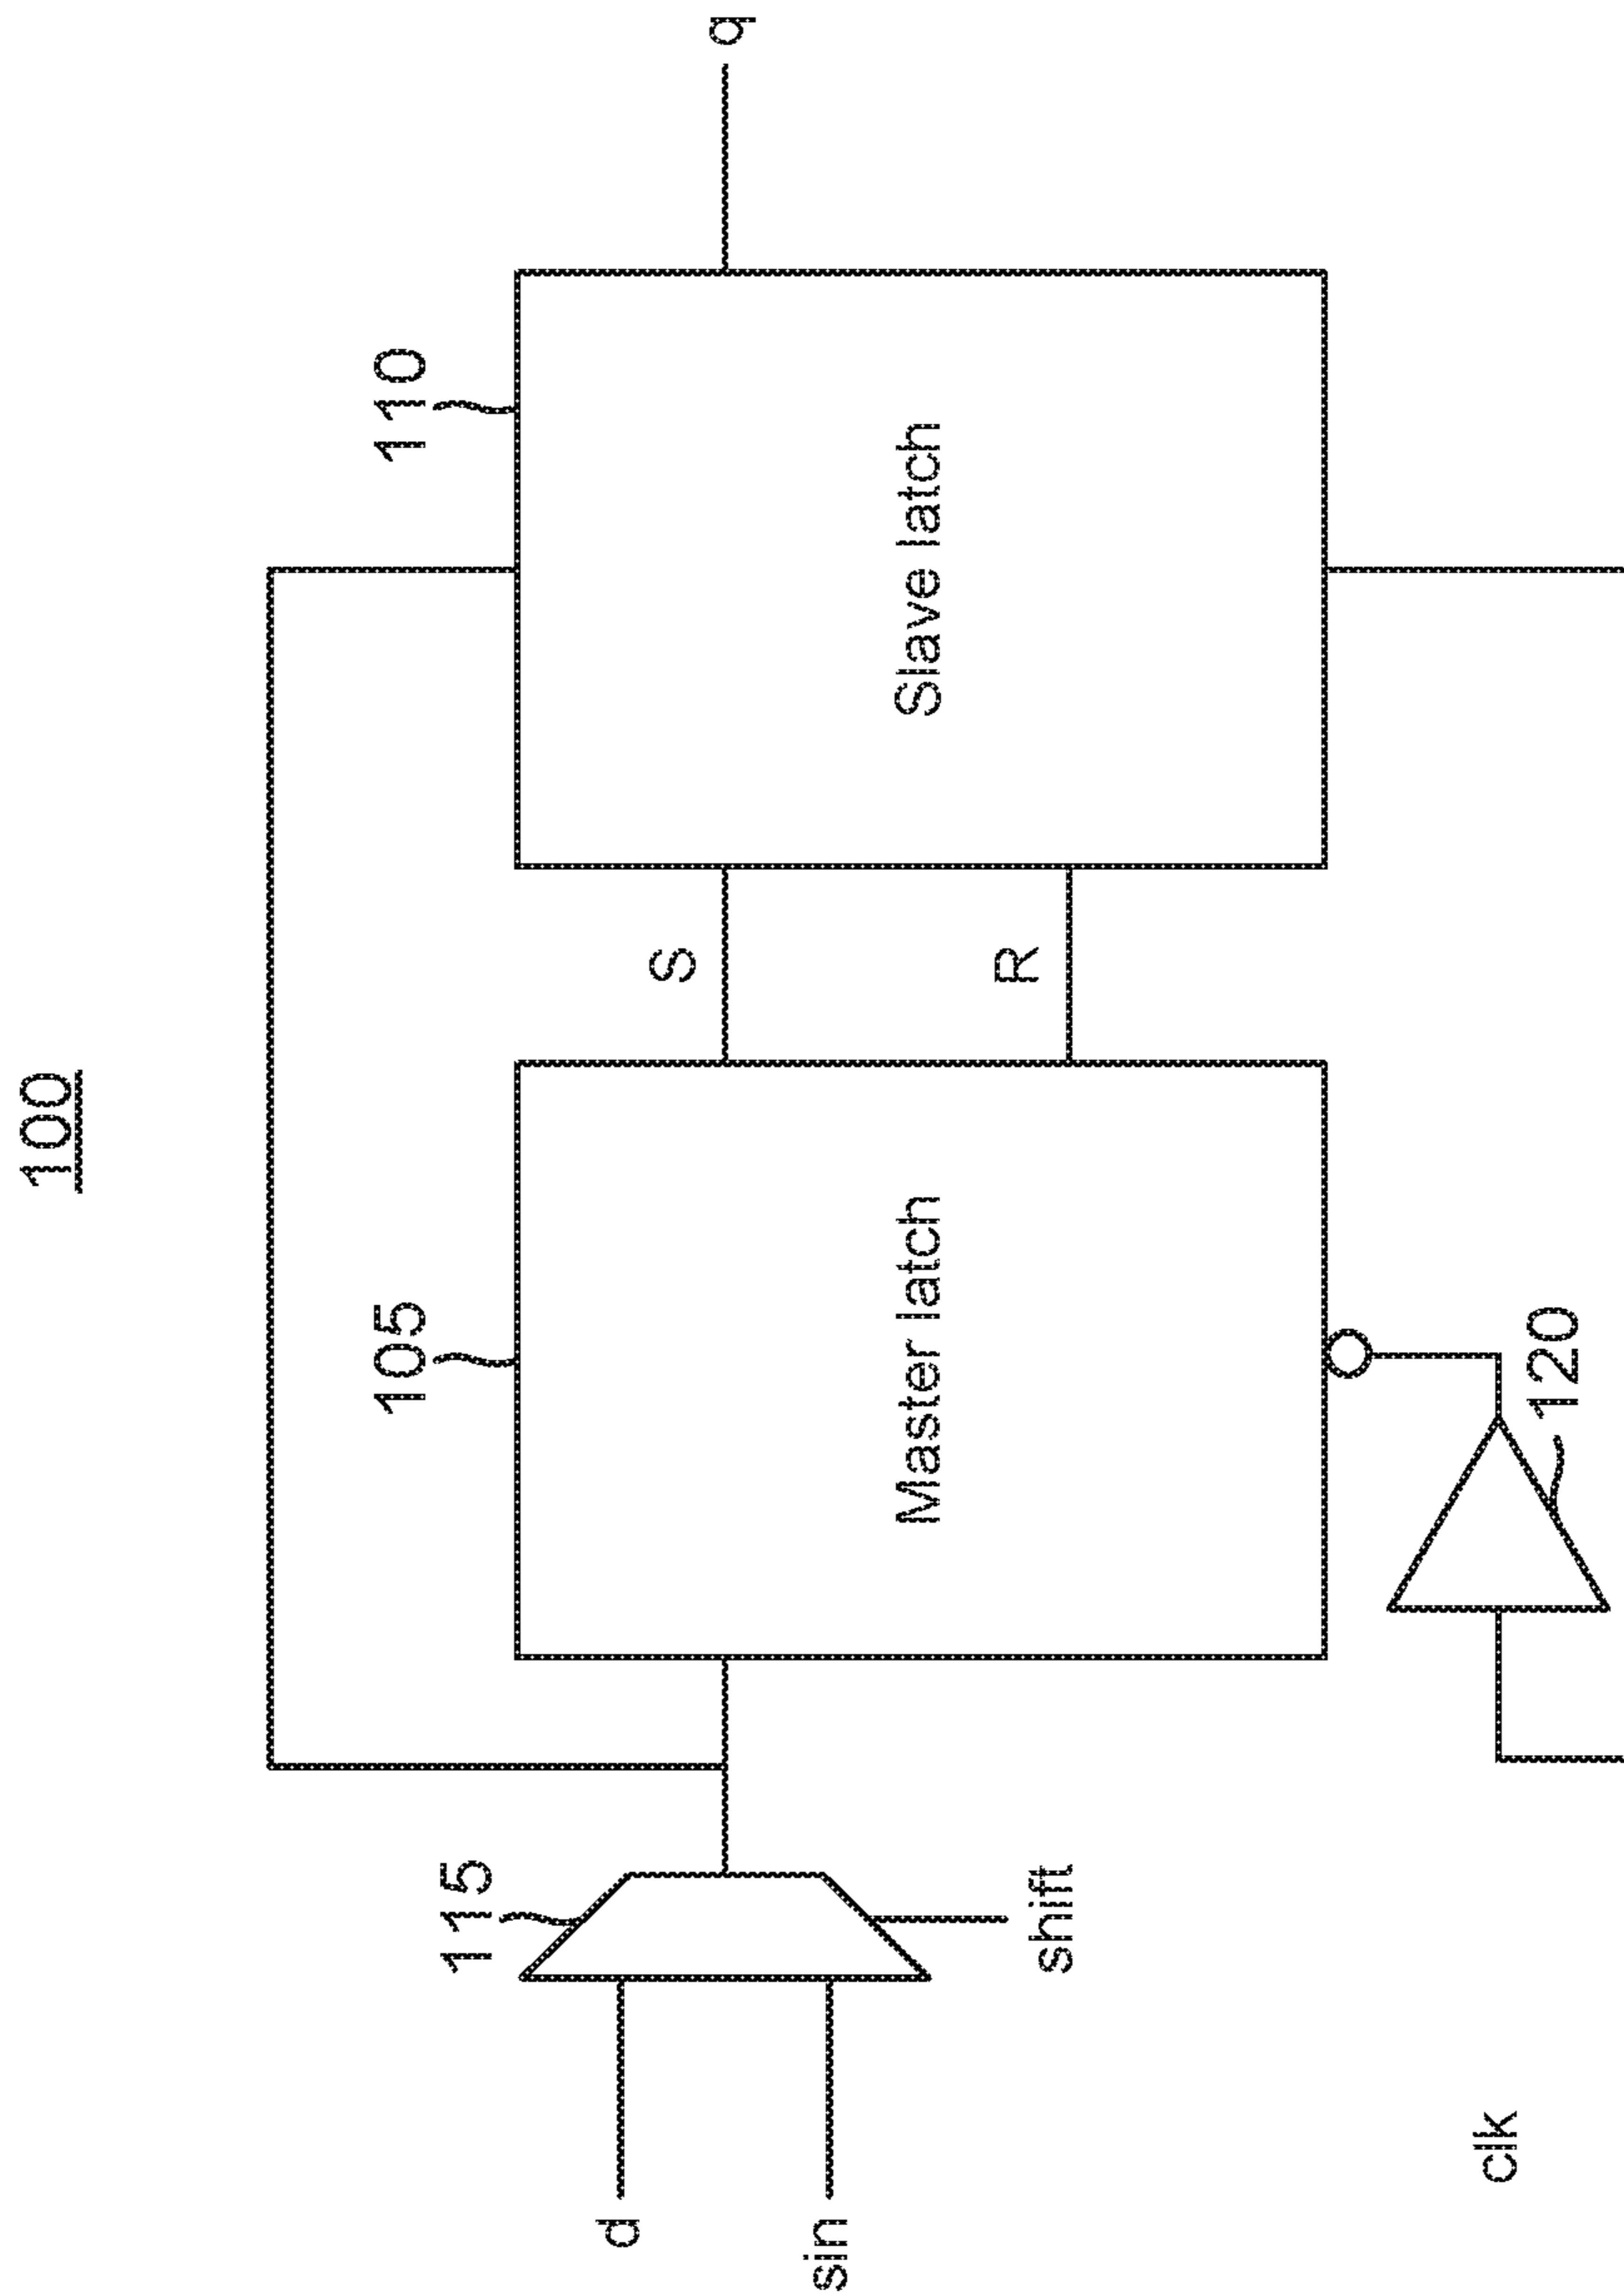 100
115
105
110
d
sin
shift
Master latch
S
R
Slave latch
q
clk
120